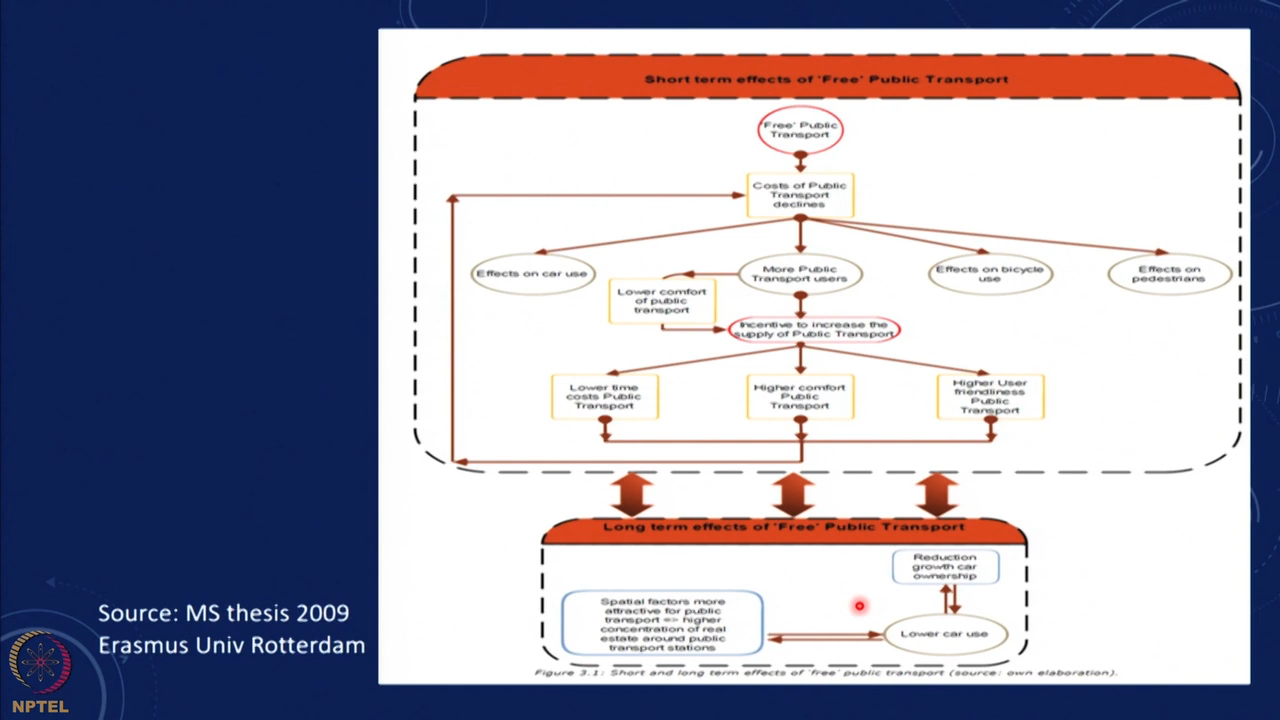 Short term effects of 'Free' Public Transport
'Free' Public
Transport
Costs of Public
Transport
declines
Effects on car use
More Public
Transport users
Effects on bicycle
use
Effects on
pedestrians
Lower comfort
of public
transport
Incentive to increase the
supply of Public Transport
Lower time
costs Public
Transport
Higher comfort
Public
Transport
Higher User
friendliness
Public
Transport
Long term effects of 'Free' Public Transport
Reduction
growth car
ownership
Spatial factors more
attractive for public
transport => higher
concentration of real
estate around public
transport stations
Lower car use
Figure 3.1: Short and long term effects of 'free' public transport (source: own elaboration).
Source: MS thesis 2009
Erasmus Univ Rotterdam
NPTEL